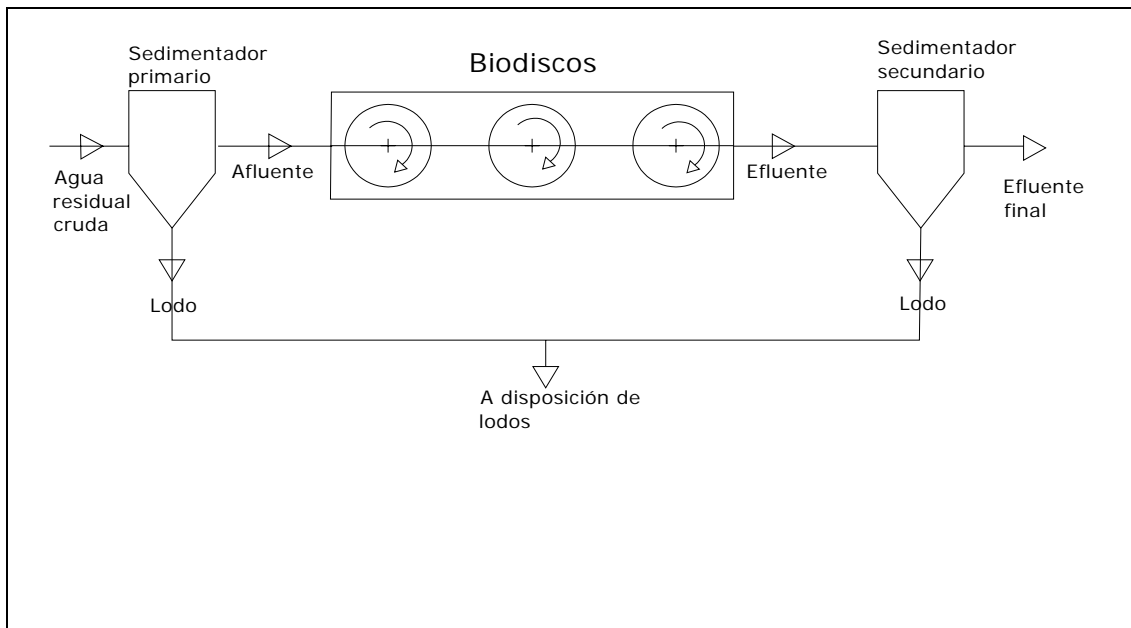 Sedimentador
primario
Biodiscos
Sedimentador
secundario
Agua
residual
cruda
Afluente
Efluente
Efluente
final
Lodo
Lodo
A disposición de
lodos